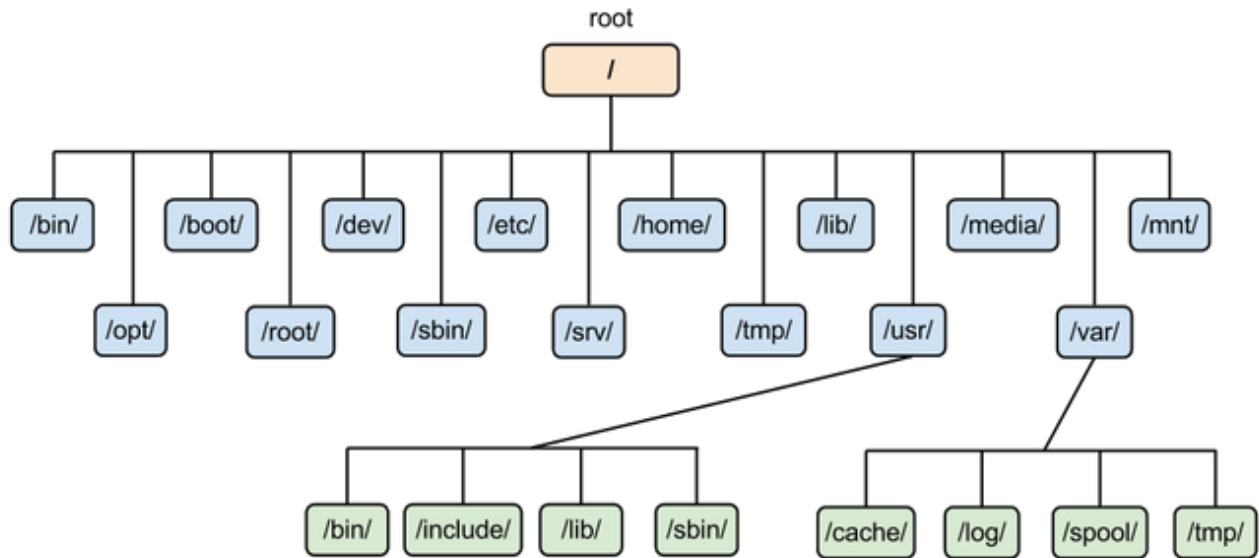 root
/
/bin/ /boot/ /dev/ /etc/ /home/ /lib/ /media/ /mnt/
/opt/ /root/ /sbin/ /srv/ /tmp/ /usr/ /var/
/bin/ /include/ /lib/ /sbin/ /cache/ /log/ /spool/ /tmp/